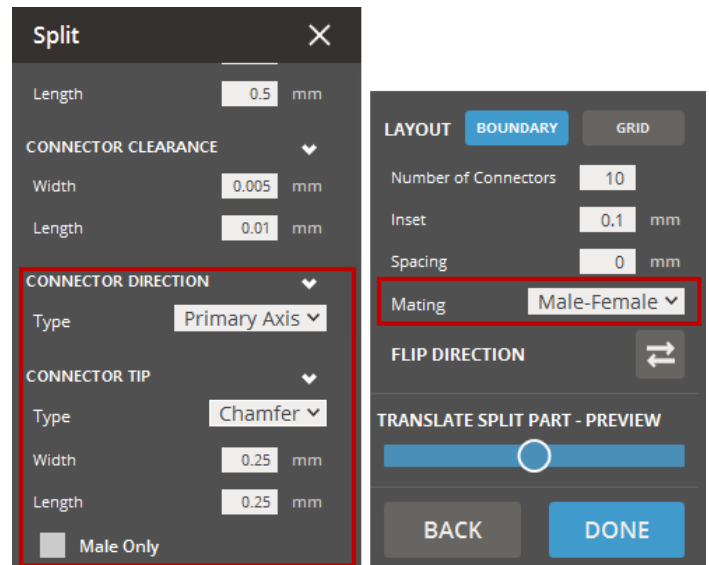 Split
Length 0.5 mm
CONNECTOR CLEARANCE
Width 0.005 mm
Length 0.01 mm
CONNECTOR DIRECTION
Type Primary Axis
CONNECTOR TIP
Type Chamfer
Width 0.25 mm
Length 0.25 mm
Male Only
LAYOUT BOUNDARY GRID
Number of Connectors 10
Inset 0.1 mm
Spacing 0 mm
Mating Male-Female
FLIP DIRECTION
TRANSLATE SPLIT PART - PREVIEW
BACK DONE